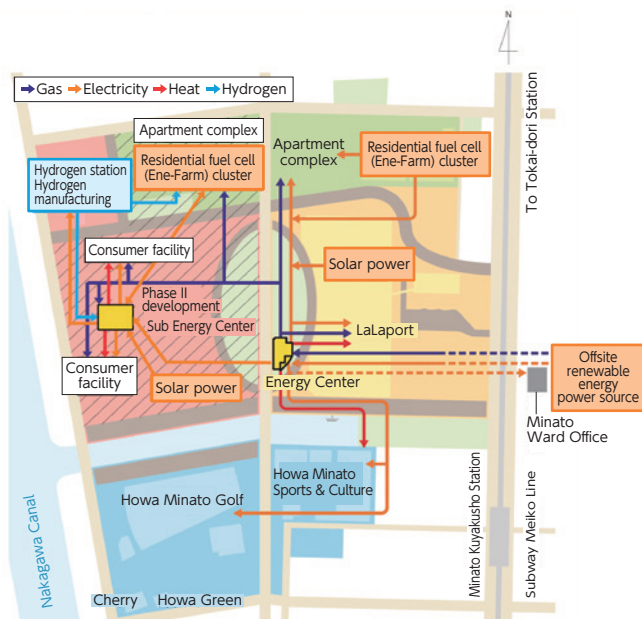 N
Gas Electricity Heat Hydrogen
To Tokai-dori Station
Apartment complex
Residential fuel cell
(Ene-Farm) cluster
Apartment
complex
Residential fuel cell
(Ene-Farm) cluster
Hydrogen station
Hydrogen
manufacturing
Consumer facility
Solar power
Phase II
development
Sub Energy Center
LaLaport
Consumer
facility
Solar power
Energy Center
Offsite
renewable
energy
power source
Minato
Ward Office
Howa Minato
Sports & Culture
Howa Minato Golf
Minato Kuyakusho Station
Subway Meiko Line
Nakagawa Canal
Cherry Howa Green